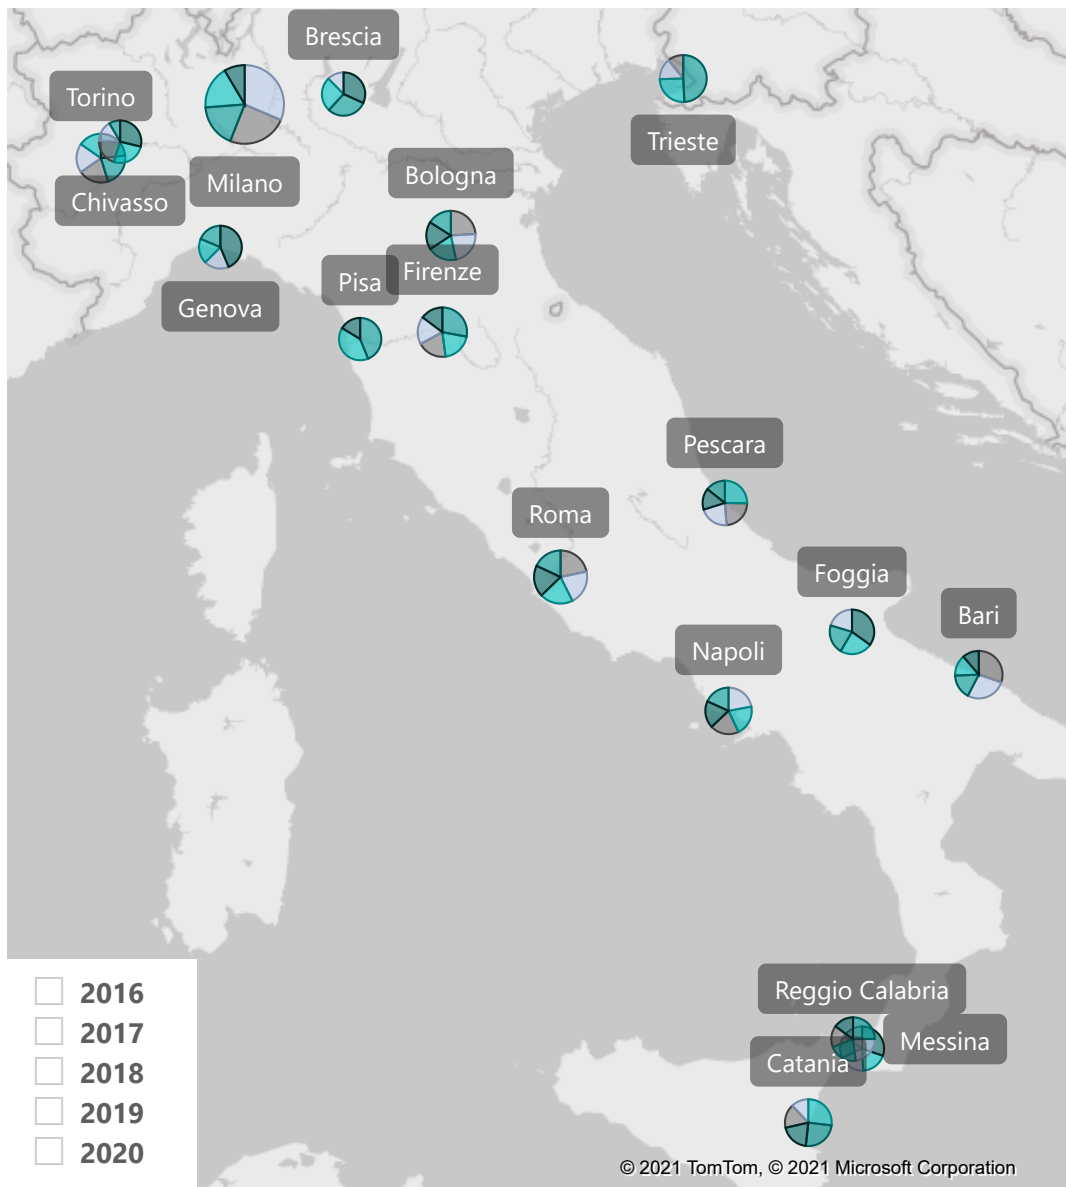 Brescia
Torino
Trieste
Bologna
Milano
Chivasso
Firenze
Pisa
Genova
Pescara
Roma
Foggia
Bari
Napoli
Reggio Calabria
Messina
Catania
2016
2017
2018
2019
2020
© 2021 TomTom, © 2021 Microsoft Corporation